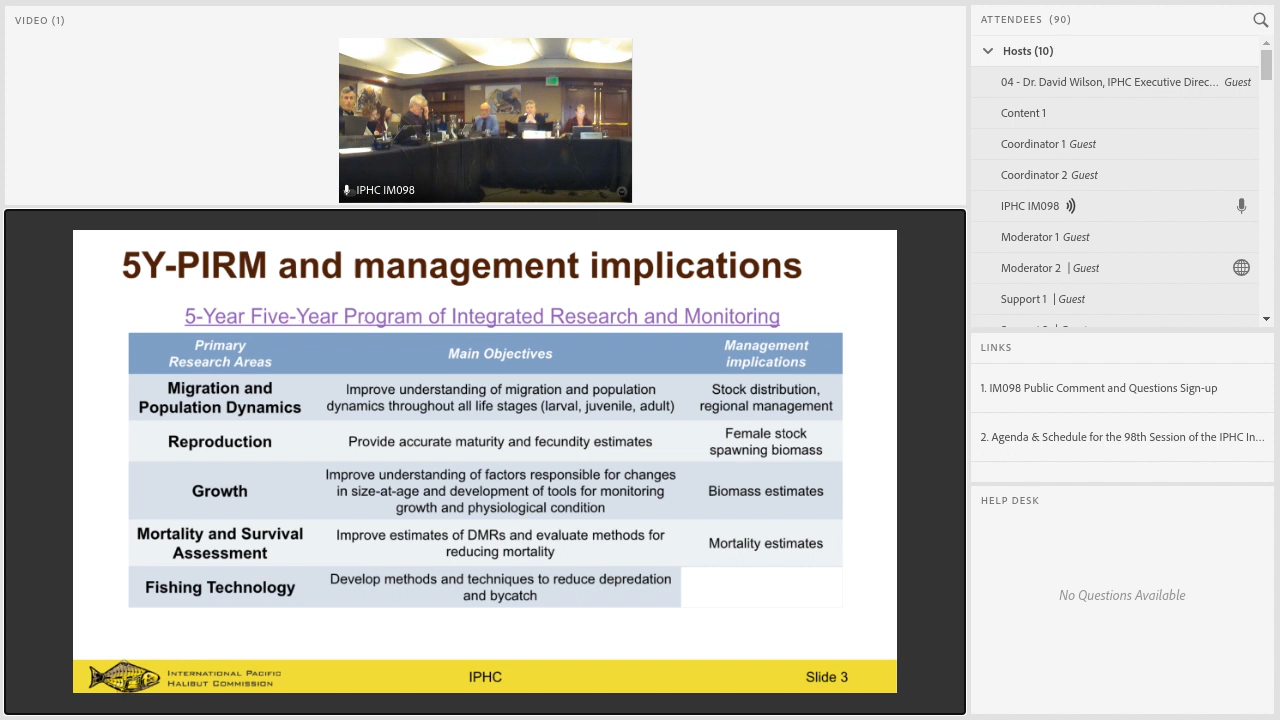 VIDEO (1)
IPHC IM098
5Y-PIRM and management implications
5-Year Five-Year Program of Integrated Research and Monitoring
Primary
Research Areas
Main Objectives
Management
implications
Migration and
Population Dynamics
Improve understanding of migration and population
dynamics throughout all life stages (larval, juvenile, adult)
Stock distribution,
regional management
Reproduction
Provide accurate maturity and fecundity estimates
Female stock
spawning biomass
Growth
Improve understanding of factors responsible for changes
in size-at-age and development of tools for monitoring
growth and physiological condition
Biomass estimates
Mortality and Survival
Assessment
Improve estimates of DMRs and evaluate methods for
reducing mortality
Mortality estimates
Fishing Technology
Develop methods and techniques to reduce depredation
and bycatch
International Pacific
Halibut Commission
IPHC
Slide 3
ATTENDEES (90)
Hosts (10)
04 - Dr. David Wilson, IPHC Executive Direc... Guest
Content 1
Coordinator 1 Guest
Coordinator 2 Guest
IPHC IM098
Moderator 1 Guest
Moderator 2 | Guest
Support 1 | Guest
LINKS
1. IM098 Public Comment and Questions Sign-up
2. Agenda & Schedule for the 98th Session of the IPHC In...
HELP DESK
No Questions Available